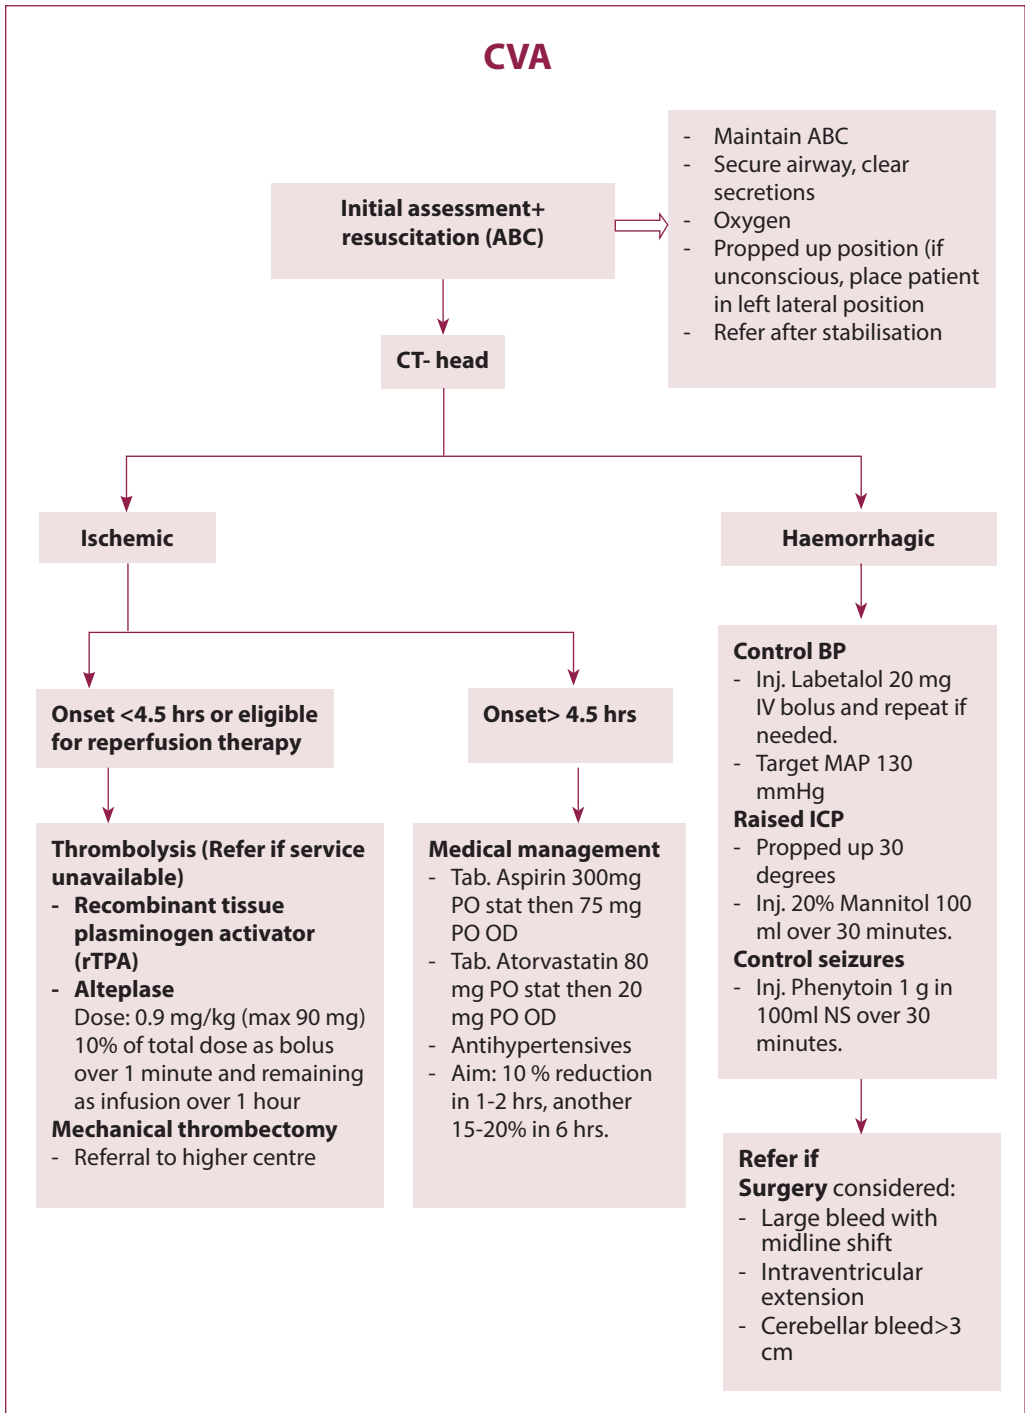 CVA
Initial assessment+
resuscitation (ABC)
- Maintain ABC
- Secure airway, clear
secretions
- Oxygen
- Propped up position (if
unconscious, place patient
in left lateral position
- Refer after stabilisation
CT- head
Ischemic
Haemorrhagic
Onset <4.5 hrs or eligible
for reperfusion therapy
Onset> 4.5 hrs
Thrombolysis (Refer if service
unavailable)
- Recombinant tissue
plasminogen activator
(rTPA)
- Alteplase
Dose: 0.9 mg/kg (max 90 mg)
10% of total dose as bolus
over 1 minute and remaining
as infusion over 1 hour
Mechanical thrombectomy
- Referral to higher centre
Medical management
- Tab. Aspirin 300mg
PO stat then 75 mg
PO OD
- Tab. Atorvastatin 80
mg PO stat then 20
mg PO OD
- Antihypertensives
- Aim: 10 % reduction
in 1-2 hrs, another
15-20% in 6 hrs.
Control BP
- Inj. Labetalol 20 mg
IV bolus and repeat if
needed.
- Target MAP 130
mmHg
Raised ICP
- Propped up 30
degrees
- Inj. 20% Mannitol 100
ml over 30 minutes.
Control seizures
- Inj. Phenytoin 1 g in
100ml NS over 30
minutes.
Refer if
Surgery considered:
- Large bleed with
midline shift
- Intraventricular
extension
- Cerebellar bleed>3
cm